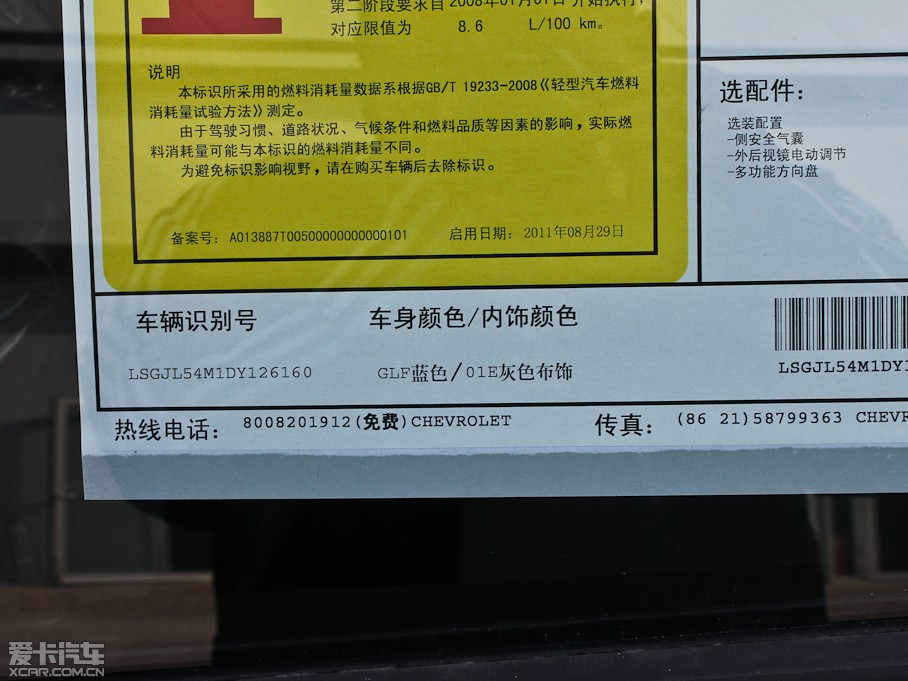 第二阶段要求自 2008年01月01日 开始执行，
对应限值为 8.6 L/100 km。
说明
本标识所采用的燃料消耗量数据系根据GB/T 19233-2008《轻型汽车燃料
消耗量试验方法》测定。
由于驾驶习惯、道路状况、气候条件和燃料品质等因素的影响，实际燃
料消耗量可能与本标识的燃料消耗量不同。
为避免标识影响视野，请在购买车辆后去除标识。
备案号： A013887T00500000000000101 启用日期： 2011年08月29日
选配件：
选装配置
-侧安全气囊
-外后视镜电动调节
-多功能方向盘
车辆识别号 车身颜色/内饰颜色
LSGJL54M1DY126160 GLF蓝色/01E灰色布饰
LSGJL54M1DY1
热线电话： 8008201912(免费)CHEVROLET 传真： (86 21)58799363 CHEVR
爱卡汽车
XCAR.COM.CN